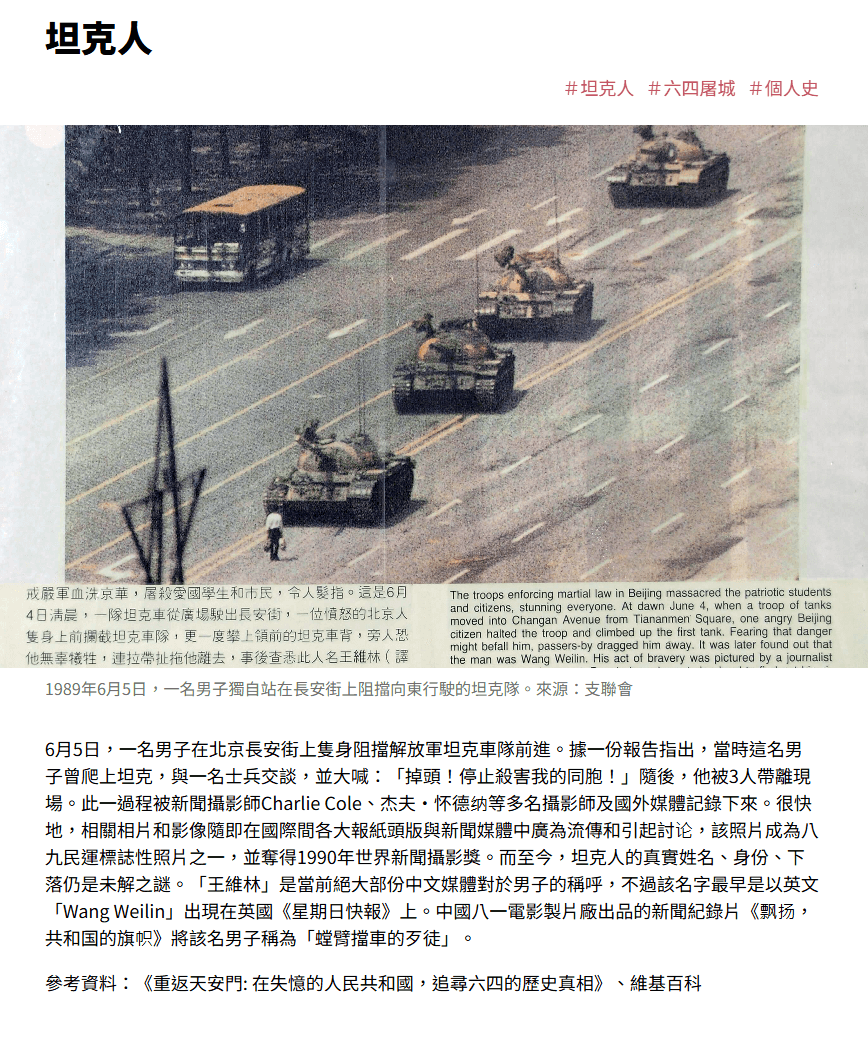 坦克人
#坦克人 #六四屠城 #個人史
戒嚴軍血洗京華，屠殺愛國學生和市民，令人髮指。這是6月
4日清晨，一隊坦克車從廣場駛出長安街，一位憤怒的北京人
隻身上前攔截坦克車隊，更一度攀上領前的坦克車背，旁人恐
他無辜犧牲，連拉帶扯拖他離去，事後查悉此人名王維林（譯
The troops enforcing martial law in Beijing massacred the patriotic students
and citizens, stunning everyone. At dawn June 4, when a troop of tanks
moved into Changan Avenue from Tiananmen Square, one angry Beijing
citizen halted the troop and climbed up the first tank. Fearing that danger
might befall him, passers-by dragged him away. It was later found out that
the man was Wang Weilin. His act of bravery was pictured by a journalist
1989年6月5日，一名男子獨自站在長安街上阻擋向東行駛的坦克隊。來源：支聯會
6月5日，一名男子在北京長安街上隻身阻擋解放軍坦克車隊前進。據一份報告指出，當時這名男
子曾爬上坦克，與一名士兵交談，並大喊：「掉頭！停止殺害我的同胞！」隨後，他被3人帶離現
場。此一過程被新聞攝影師Charlie Cole、杰夫·怀德纳等多名攝影師及國外媒體記錄下來。很快
地，相關相片和影像隨即在國際間各大報紙頭版與新聞媒體中廣為流傳和引起討论，該照片成為八
九民運標誌性照片之一，並奪得1990年世界新聞攝影獎。而至今，坦克人的真實姓名、身份、下
落仍是未解之謎。「王維林」是當前絕大部份中文媒體對於男子的稱呼，不過該名字最早是以英文
「Wang Weilin」出現在英國《星期日快報》上。中國八一電影製片廠出品的新聞紀錄片《飘扬，
共和国的旗帜》將該名男子稱為「螳臂擋車的歹徒」。
參考資料：《重返天安門: 在失憶的人民共和國，追尋六四的歷史真相》、維基百科